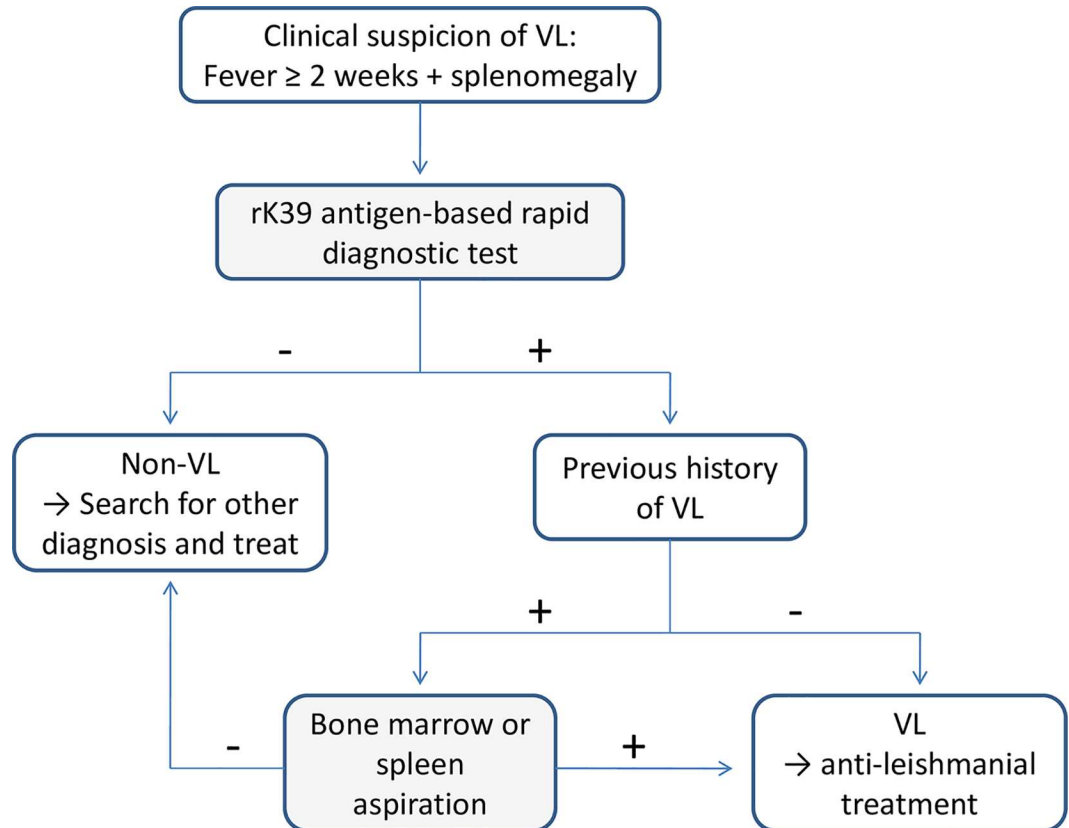 Clinical suspicion of VL:
Fever ≥ 2 weeks + splenomegaly
rK39 antigen-based rapid
diagnostic test
- +
Non-VL
→ Search for other
diagnosis and treat
Previous history
of VL
+ -
Bone marrow or
spleen
aspiration
- +
VL
→ anti-leishmanial
treatment